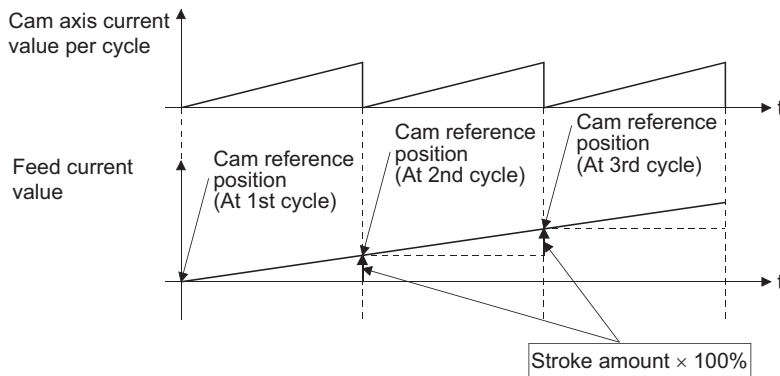 Cam axis current
value per cycle
t
Feed current
value
Cam reference
position
(At 1st cycle)
Cam reference
position
(At 2nd cycle)
Cam reference
position
(At 3rd cycle)
t
Stroke amount × 100%